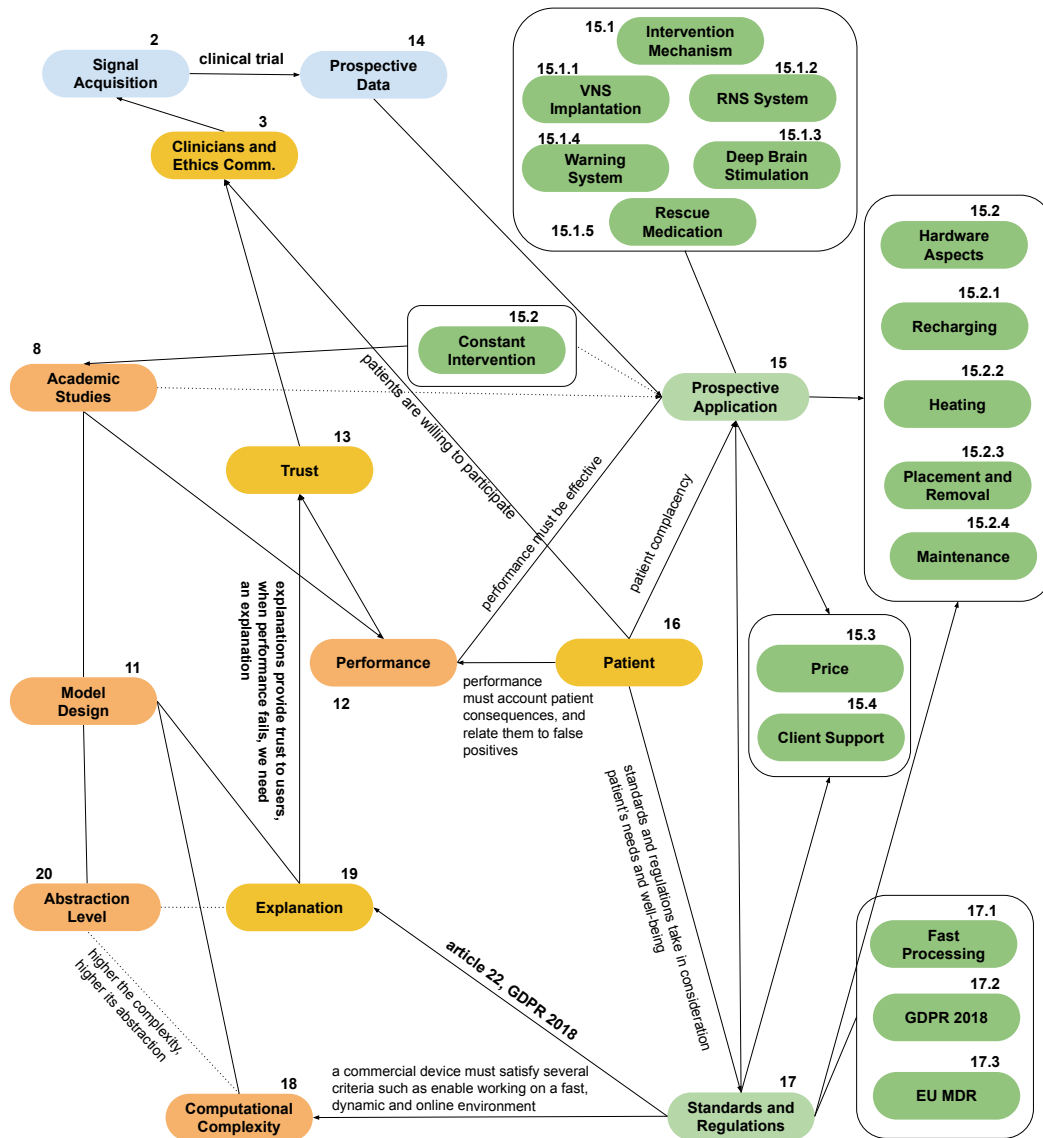 2
Signal
Acquisition
clinical trial
14
Prospective
Data
3
Clinicians and
Ethics Comm.
15.1
Intervention
Mechanism
15.1.1
VNS
Implantation
15.1.2
RNS System
15.1.4
Warning
System
15.1.3
Deep Brain
Stimulation
15.1.5
Rescue
Medication
15.2
Hardware
Aspects
15.2.1
Recharging
15.2.2
Heating
15.2.3
Placement and
Removal
15.2.4
Maintenance
15.2
Constant
Intervention
8
Academic
Studies
15
Prospective
Application
patients are willing to participate
13
Trust
performance must be effective
patient complacency
explanations provide trust to users,
when performance fails, we need
an explanation
Performance
12
16
Patient
performance
must account patient
consequences, and
relate them to false
positives
15.3
Price
15.4
Client Support
11
Model
Design
standards and regulations take in consideration
patient's needs and well-being
20
Abstraction
Level
19
Explanation
higher the complexity,
higher its abstraction
article 22, GDPR 2018
17.1
Fast
Processing
17.2
GDPR 2018
17.3
EU MDR
a commercial device must satisfy several
criteria such as enable working on a fast,
dynamic and online environment
18
Computational
Complexity
17
Standards and
Regulations